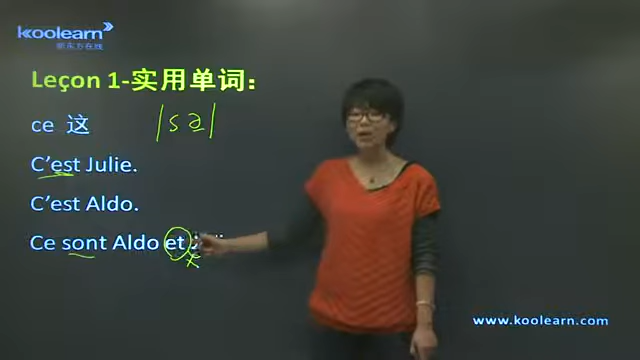 koolearn
新东方在线
Leçon 1-实用单词:
ce 这 /sə/
C'est Julie.
C'est Aldo.
Ce sont Aldo et
www.koolearn.com